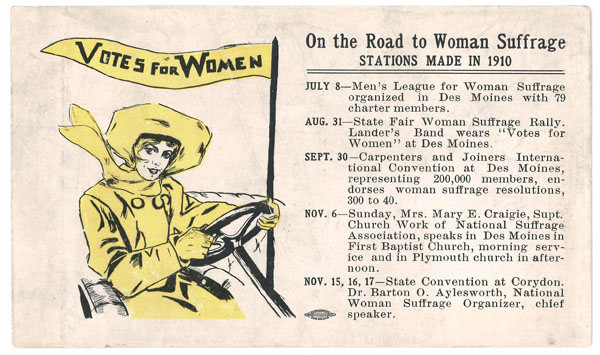 VOTES FOR WOMEN
On the Road to Woman Suffrage
STATIONS MADE IN 1910
JULY 8—Men's League for Woman Suffrage
organized in Des Moines with 79
charter members.
AUG. 31—State Fair Woman Suffrage Rally.
Lander's Band wears "Votes for
Women" at Des Moines.
SEPT. 30—Carpenters and Joiners Interna-
tional Convention at Des Moines,
representing 200,000 members, en-
dorses woman suffrage resolutions,
300 to 40.
NOV. 6—Sunday, Mrs. Mary E. Craigie, Supt.
Church Work of National Suffrage
Association, speaks in Des Moines in
First Baptist Church, morning serv-
ice and in Plymouth church in after-
noon.
NOV. 15, 16, 17—State Convention at Corydon.
Dr. Barton O. Aylesworth, National
Woman Suffrage Organizer, chief
speaker.